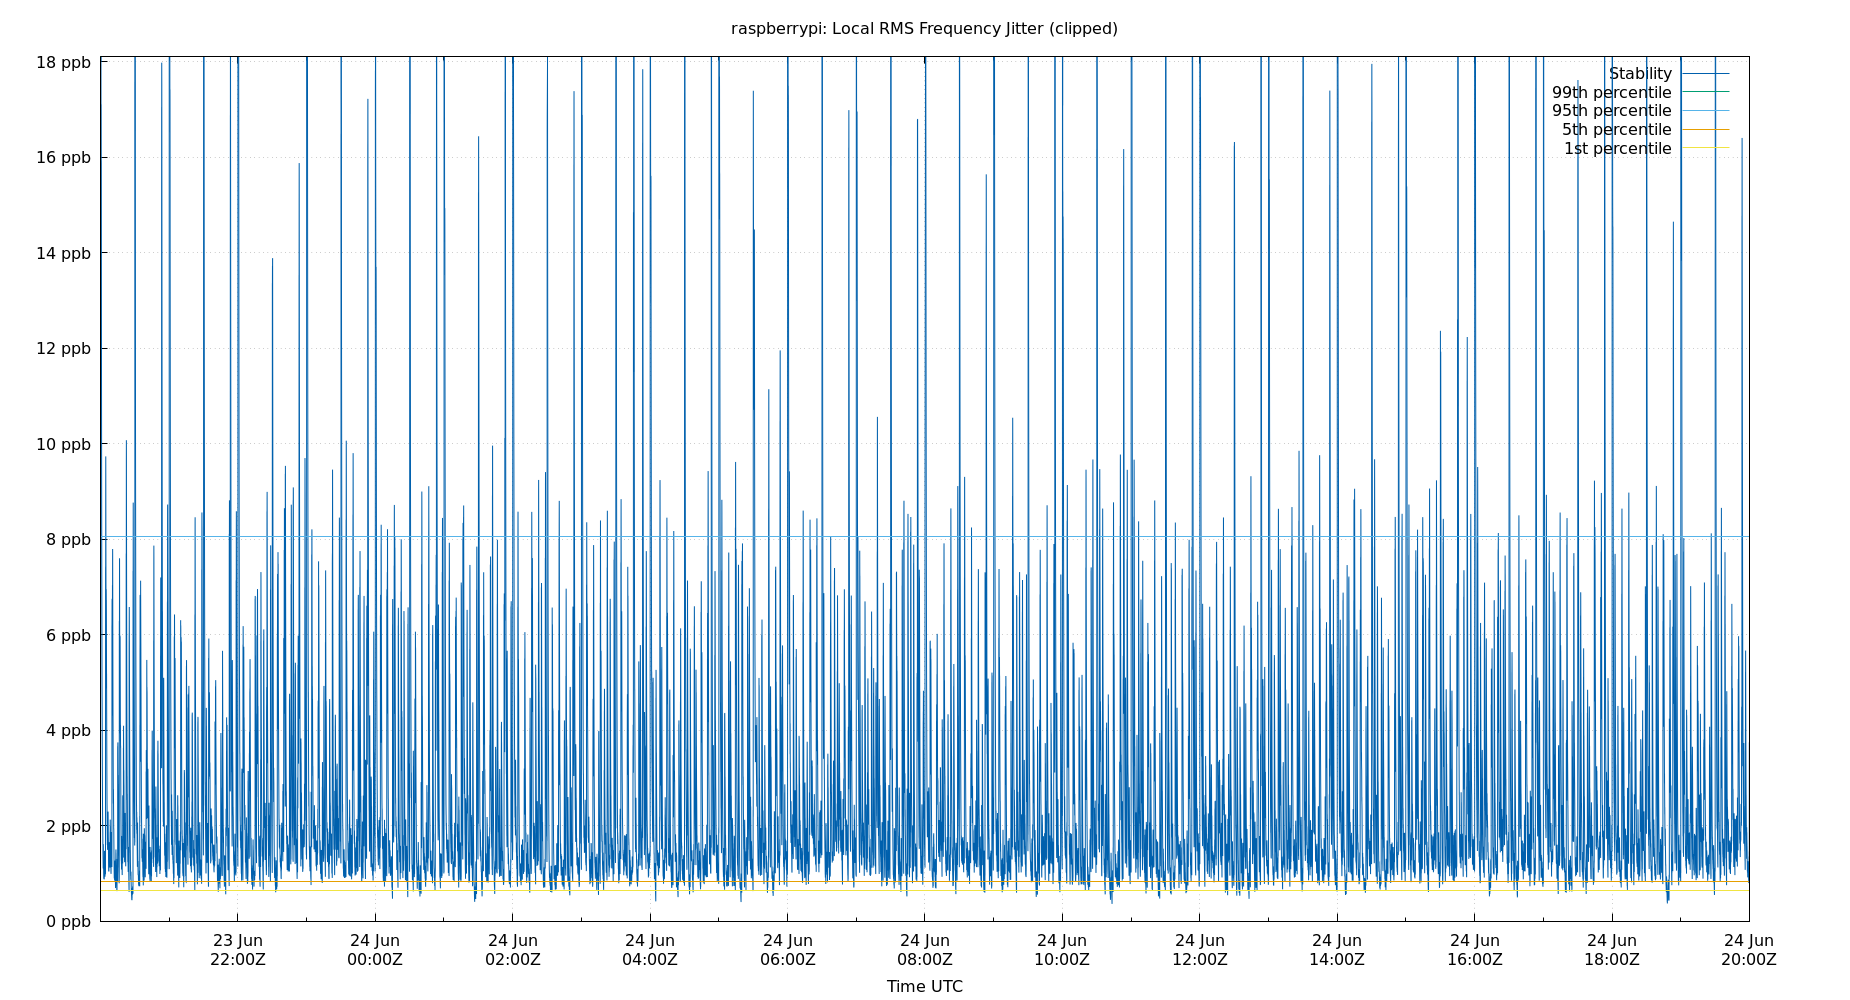 raspberrypi: Local RMS Frequency Jitter (clipped)
18 ppb
16 ppb
14 ppb
12 ppb
10 ppb
8 ppb
6 ppb
4 ppb
2 ppb
0 ppb
Stability
99th percentile
95th percentile
5th percentile
1st percentile
23 Jun 24 Jun 24 Jun 24 Jun 24 Jun 24 Jun 24 Jun 24 Jun 24 Jun 24 Jun 24 Jun 24 Jun
22:00Z 00:00Z 02:00Z 04:00Z 06:00Z 08:00Z 10:00Z 12:00Z 14:00Z 16:00Z 18:00Z 20:00Z
Time UTC